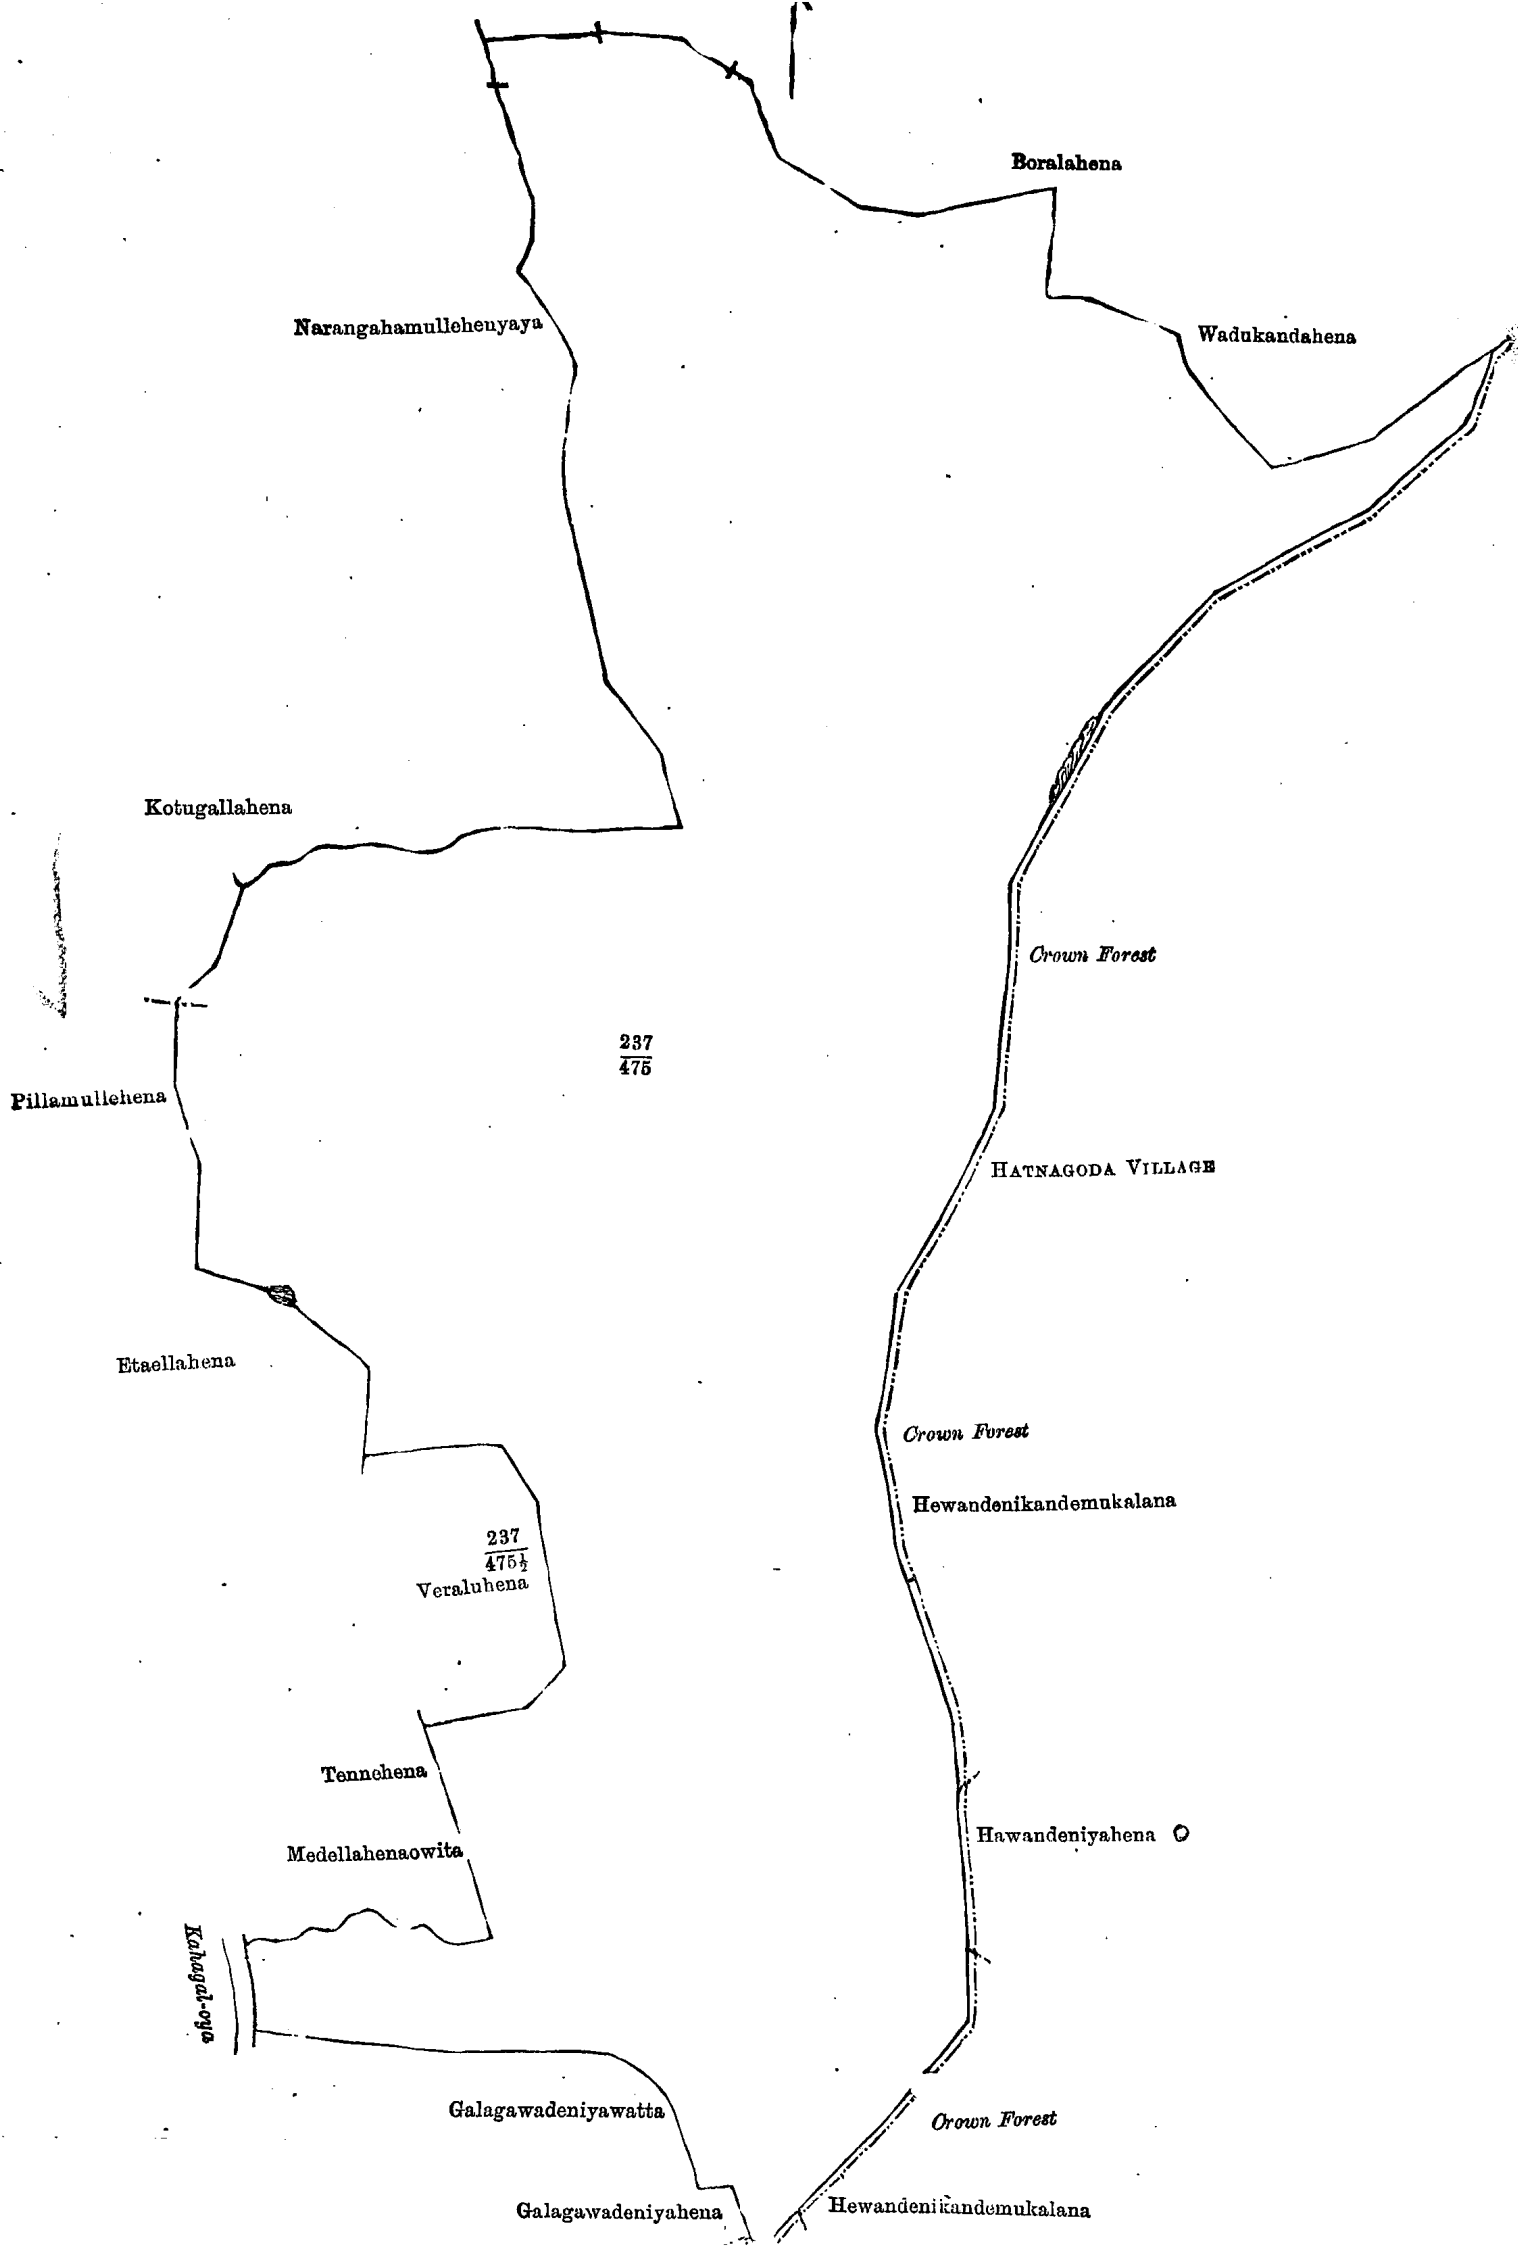 Boralahena
Narangahamullehenyaya
Wadukandahena
Kotugallahena
Crown Forest
237
475
Pillamullehena
HATNAGODA VILLAGE
Etaellahena
Crown Forest
Hewandenikandemukalana
237
475½
Veraluhena
Tennehena
Hawandeniyahena
Medellahenaowita
Kahagal-oya
Galagawadeniyawatta
Crown Forest
Galagawadeniyahena
Hewandenikandemukalana